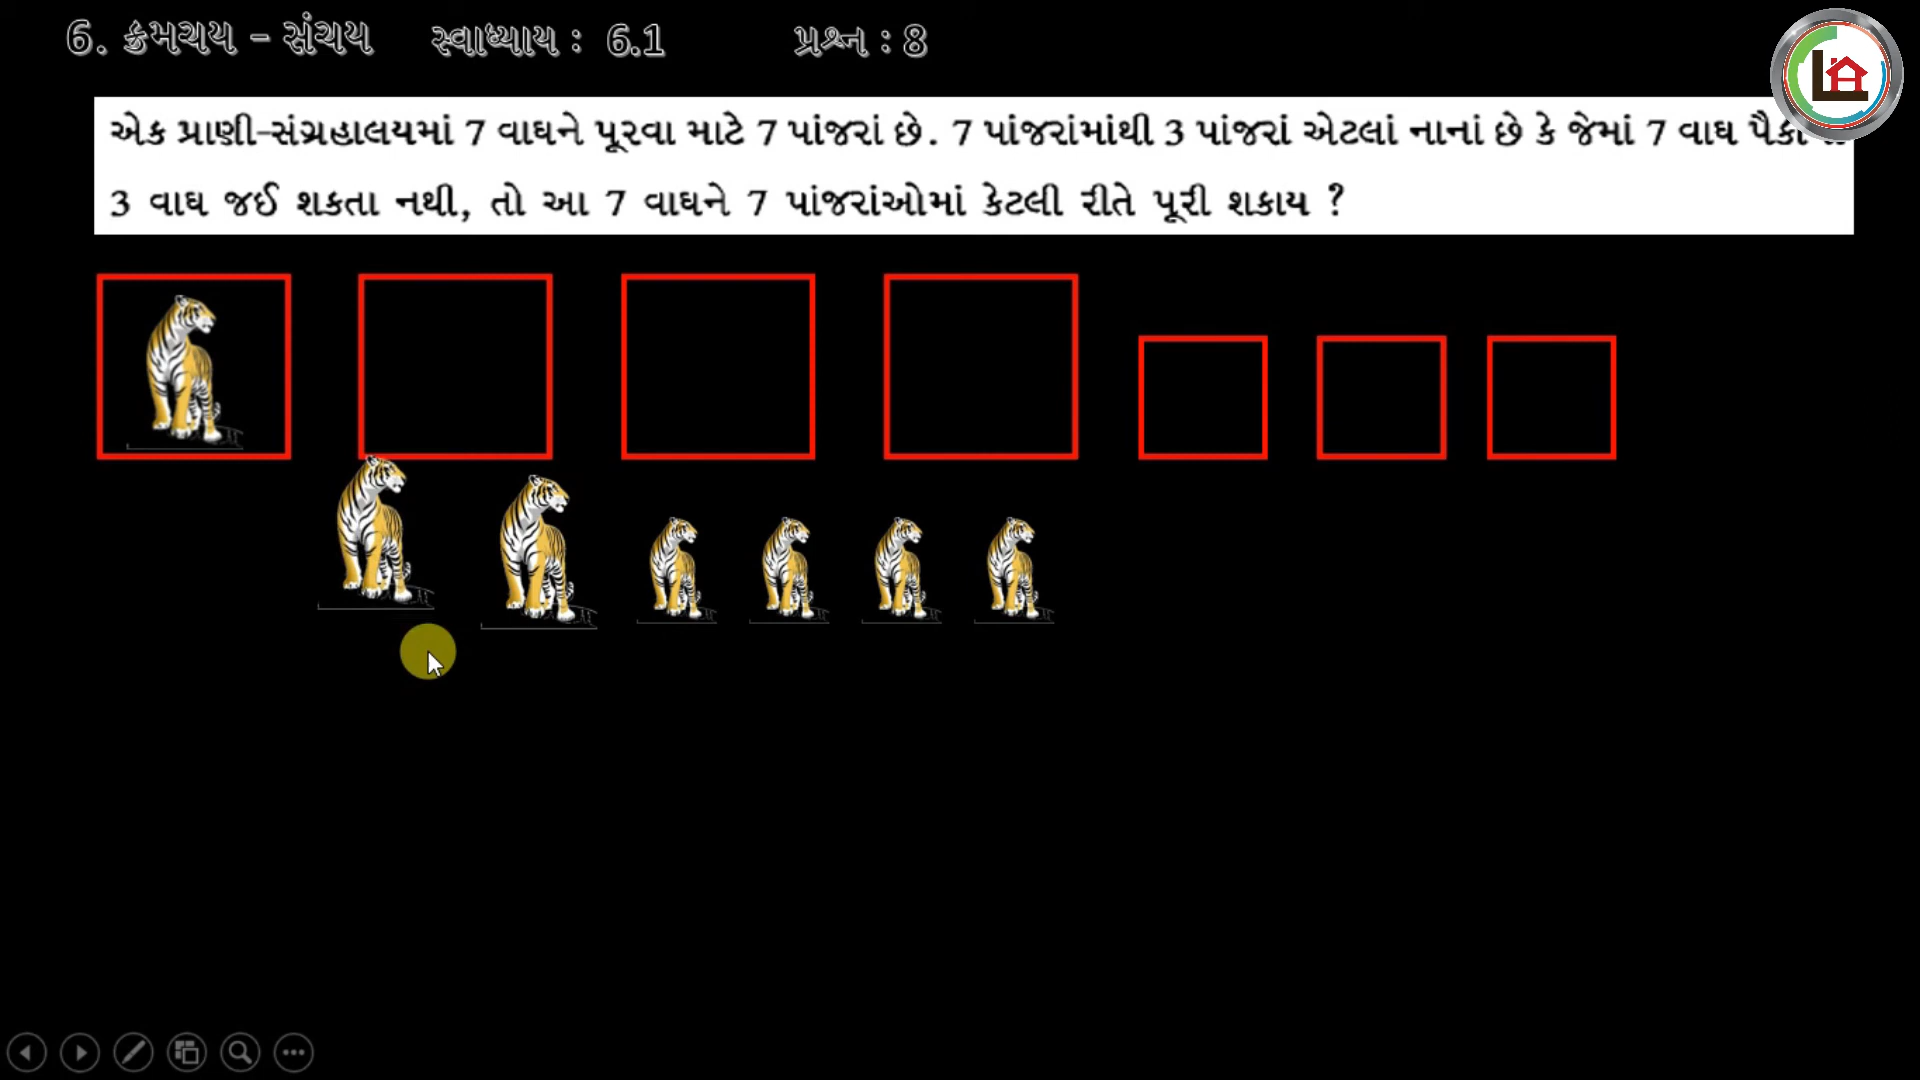 6. ક્રમચય – સંચય    સ્વાધ્યાય : 6.1    પ્રશ્ન : 8
એક પ્રાણી-સંગ્રહાલયમાં 7 વાઘને પૂરવા માટે 7 પાંજરાં છે. 7 પાંજરાંમાંથી 3 પાંજરાં એટલાં નાનાં છે કે જેમાં 7 વાઘ
3 વાઘ જઈ શકતા નથી, તો આ 7 વાઘને 7 પાંજરાંઓમાં કેટલી રીતે પૂરી શકાય ?